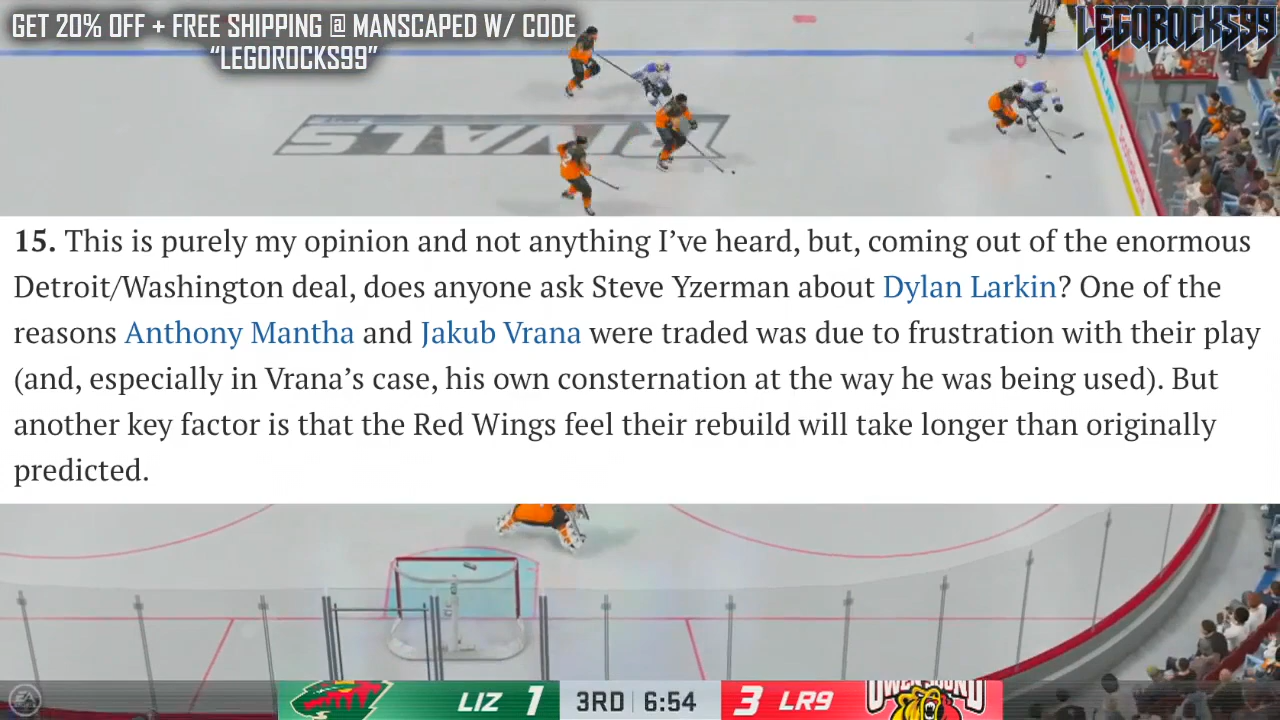 GET 20% OFF + FREE SHIPPING @ MANSCAPED W/ CODE
“LEGOROCKS99”
LEGOROCKS99
RIVALS
15. This is purely my opinion and not anything I’ve heard, but, coming out of the enormous
Detroit/Washington deal, does anyone ask Steve Yzerman about Dylan Larkin? One of the
reasons Anthony Mantha and Jakub Vrana were traded was due to frustration with their play
(and, especially in Vrana’s case, his own consternation at the way he was being used). But
another key factor is that the Red Wings feel their rebuild will take longer than originally
predicted.
EA
LIZ 1 3RD 6:54 3 LR9
OWEN SOUND